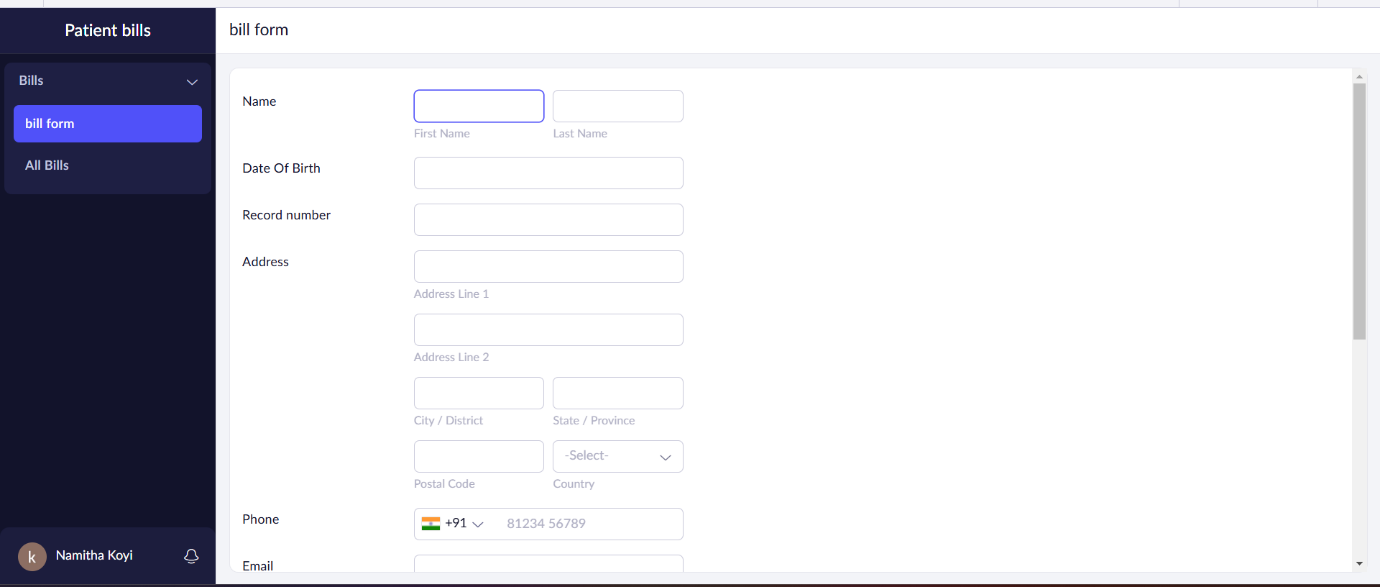 Patient bills
bill form
Bills
bill form
All Bills
Name
First Name
Last Name
Date Of Birth
Record number
Address
Address Line 1
Address Line 2
City / District
State / Province
-Select-
Postal Code
Country
Phone
+91
81234 56789
Email
k
Namitha Koyi